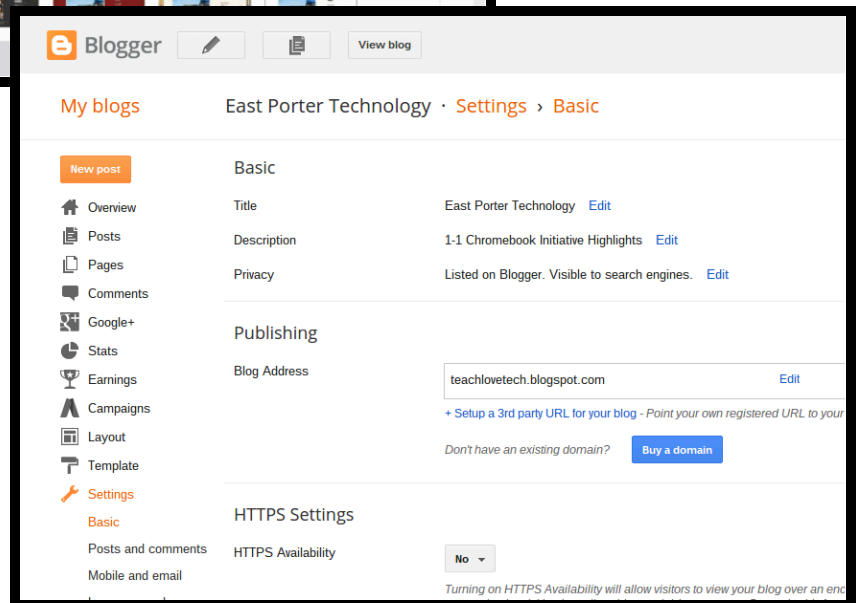 Blogger
View blog
My blogs
East Porter Technology · Settings › Basic
New post
Overview
Posts
Pages
Comments
Google+
Stats
Earnings
Campaigns
Layout
Template
Settings
Basic
Posts and comments
Mobile and email
Basic
Title East Porter Technology Edit
Description 1-1 Chromebook Initiative Highlights Edit
Privacy Listed on Blogger. Visible to search engines. Edit
Publishing
Blog Address teachlovetech.blogspot.com Edit
+ Setup a 3rd party URL for your blog - Point your own registered URL to your
Don't have an existing domain? Buy a domain
HTTPS Settings
HTTPS Availability No
Turning on HTTPS Availability will allow visitors to view your blog over an enc